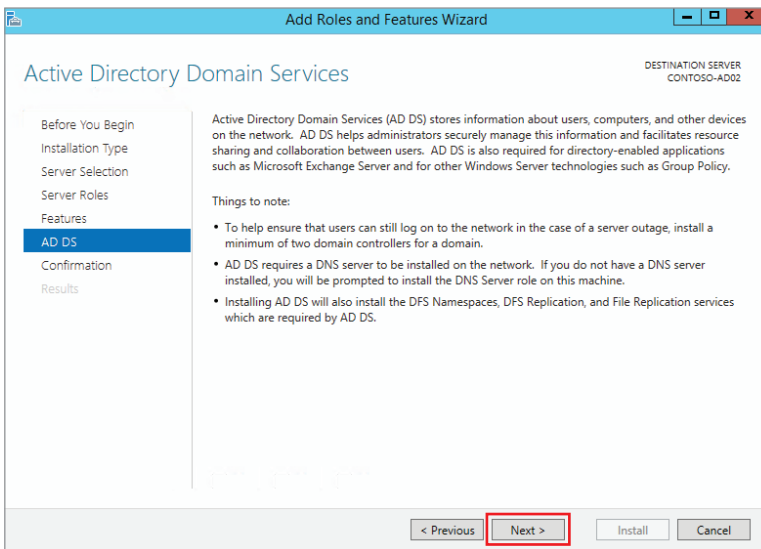 Add Roles and Features Wizard
Active Directory Domain Services
DESTINATION SERVER
CONTOSO-AD02
Before You Begin
Installation Type
Server Selection
Server Roles
Features
AD DS
Confirmation
Results
Active Directory Domain Services (AD DS) stores information about users, computers, and other devices
on the network. AD DS helps administrators securely manage this information and facilitates resource
sharing and collaboration between users. AD DS is also required for directory-enabled applications
such as Microsoft Exchange Server and for other Windows Server technologies such as Group Policy.
Things to note:
• To help ensure that users can still log on to the network in the case of a server outage, install a
minimum of two domain controllers for a domain.
• AD DS requires a DNS server to be installed on the network. If you do not have a DNS server
installed, you will be prompted to install the DNS Server role on this machine.
• Installing AD DS will also install the DFS Namespaces, DFS Replication, and File Replication services
which are required by AD DS.
< Previous
Next >
Install
Cancel